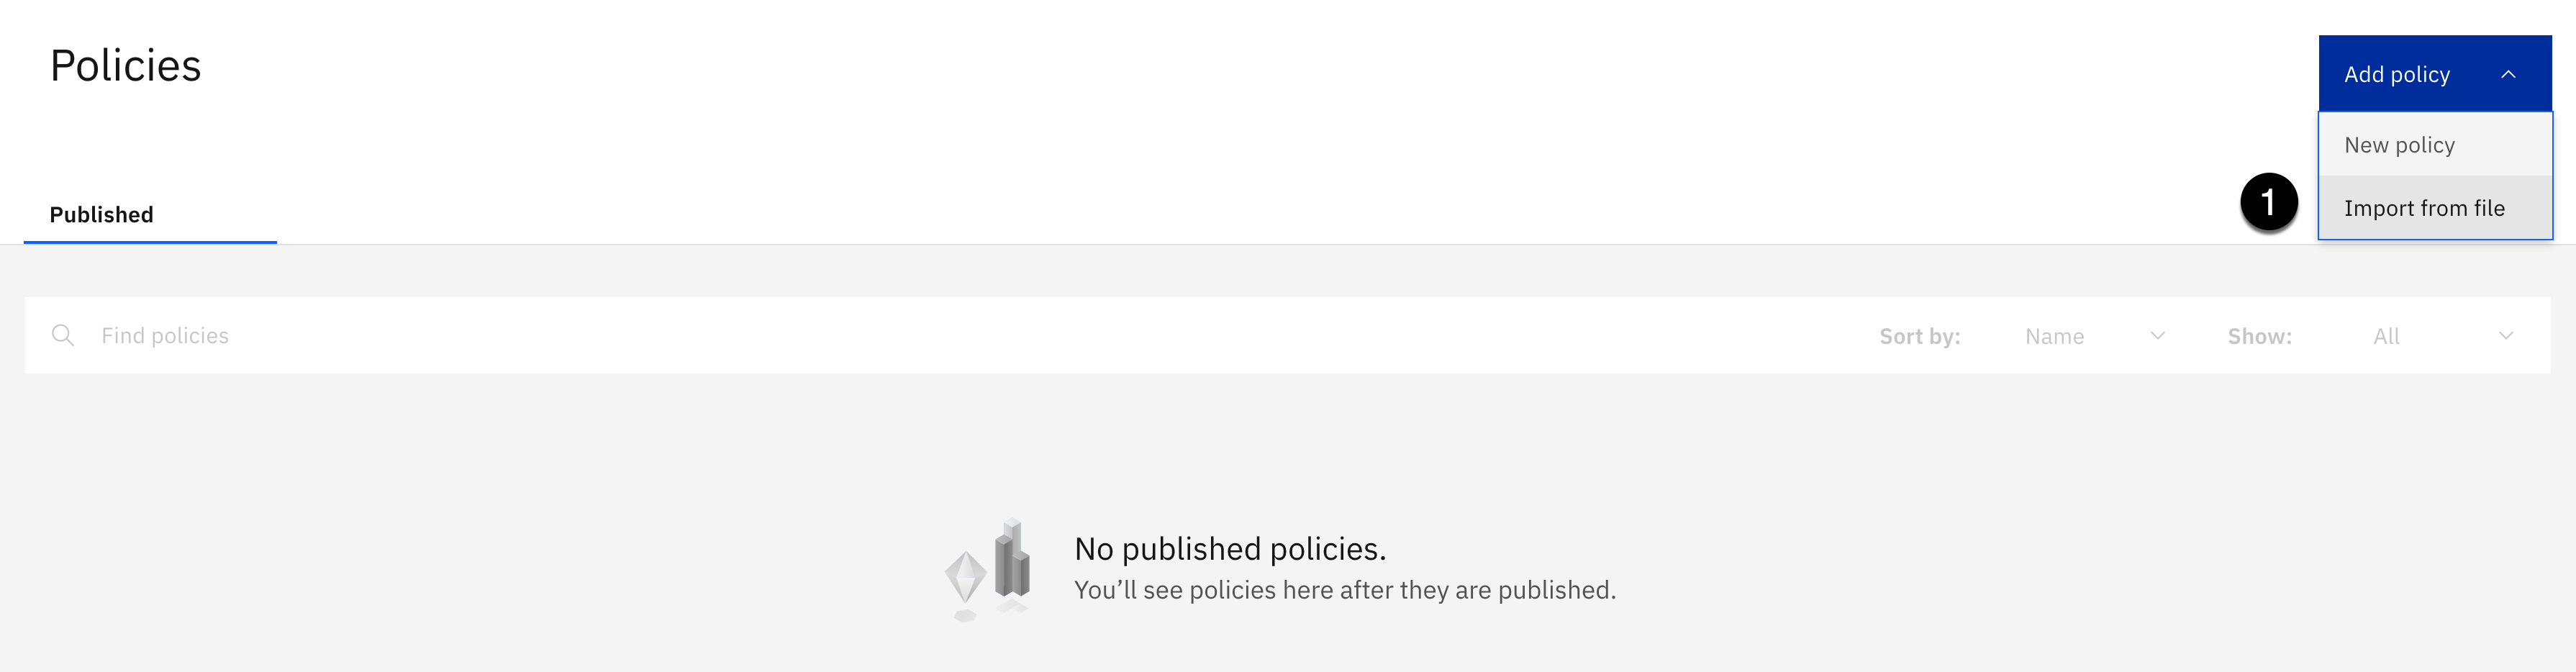 Policies
Add policy
New policy
Published
1
Import from file
Find policies
Sort by: Name Show: All
No published policies.
You’ll see policies here after they are published.